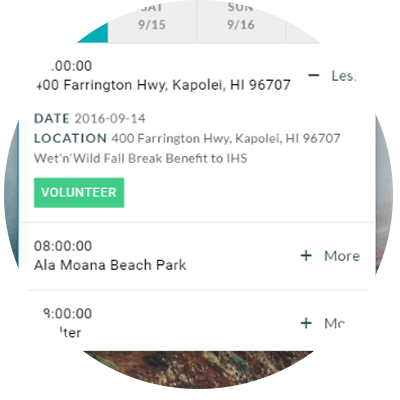 SAT SUN
9/15 9/16
:00:00
400 Farrington Hwy, Kapolei, HI 96707
− Les
DATE 2016-09-14
LOCATION 400 Farrington Hwy, Kapolei, HI 96707
Wet'n'Wild Fall Break Benefit to IHS
VOLUNTEER
08:00:00
Ala Moana Beach Park
+ More
8:00:00
lter
+ Mo